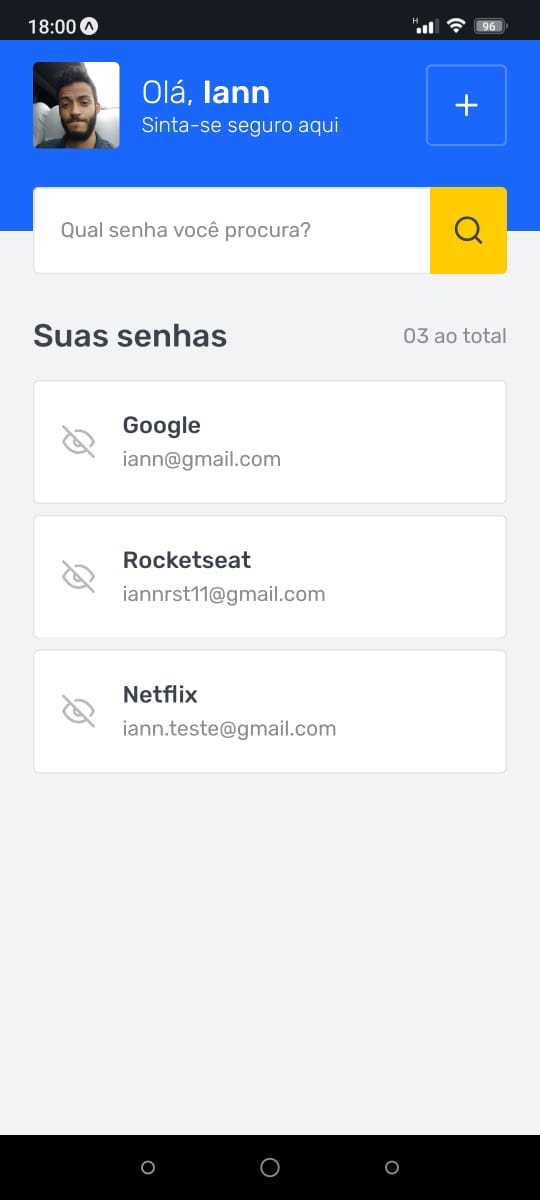 18:00
H
96
Olá, Iann
Sinta-se seguro aqui
Qual senha você procura?
Suas senhas
03 ao total
Google
iann@gmail.com
Rocketseat
iannrst11@gmail.com
Netflix
iann.teste@gmail.com